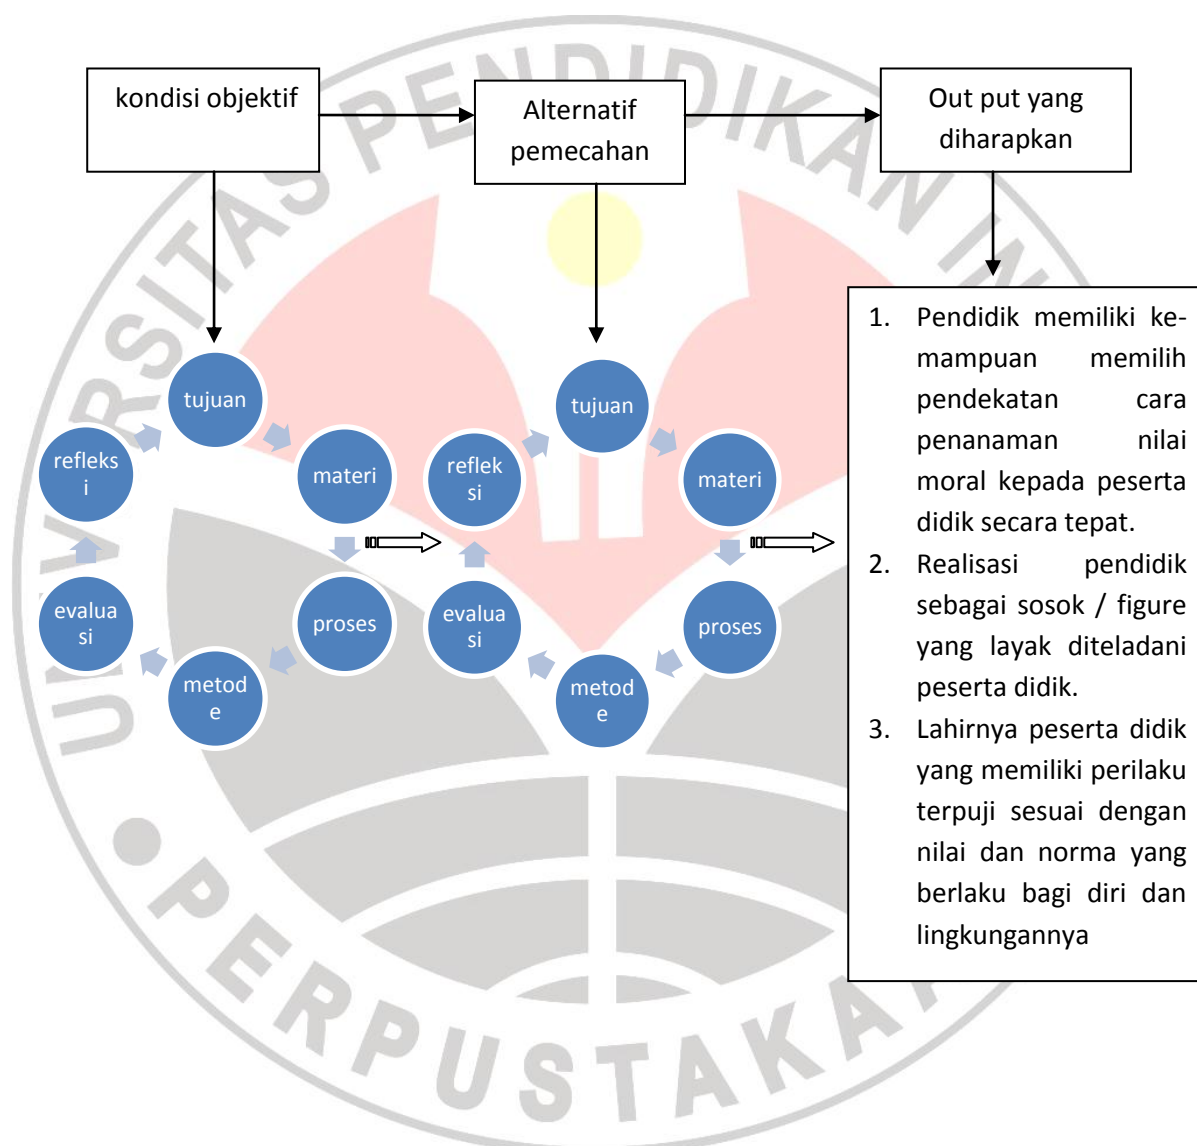 kondisi objektif
Alternatif
pemecahan
Out put yang
diharapkan
tujuan
materi
proses
metod
e
evalua
si
refleks
i
tujuan
materi
proses
metod
e
evalua
si
reflek
si
1. Pendidik memiliki ke-
mampuan memilih
pendekatan cara
penanaman nilai
moral kepada peserta
didik secara tepat.
2. Realisasi pendidik
sebagai sosok / figure
yang layak diteladani
peserta didik.
3. Lahirnya peserta didik
yang memiliki perilaku
terpuji sesuai dengan
nilai dan norma yang
berlaku bagi diri dan
lingkungannya
PENDIDIKAN
PERPUSTAKA